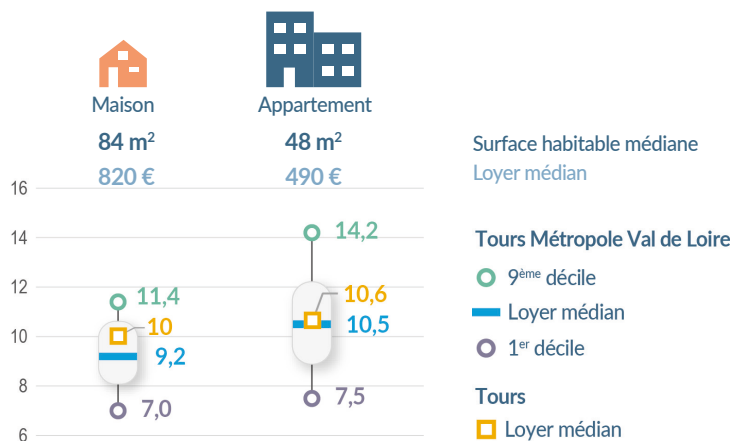 Maison
Appartement
84 m²
48 m²
Surface habitable médiane
820 €
490 €
Loyer médian
16
14
12
10
8
6
14,2
11,4
10,6
10
10,5
9,2
7,5
7,0
Tours Métropole Val de Loire
9ème décile
Loyer médian
1er décile
Tours
Loyer médian